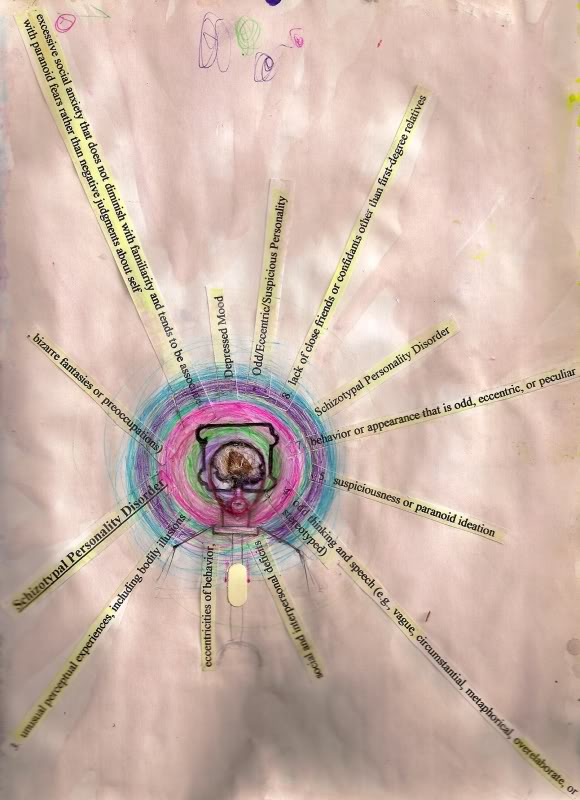 excessive social anxiety that does not diminish with familiarity and tends to be associated
with paranoid fears rather than negative judgments about self
Depressed Mood
Odd/Eccentric/Suspicious Personality
8. lack of close friends or confidants other than first-degree relatives
Schizotypal Personality Disorder
7. behavior or appearance that is odd, eccentric, or peculiar
5. suspiciousness or paranoid ideation
odd thinking and speech (e.g., vague, circumstantial, metaphorical, overelaborate, or
stereotyped)
social and interpersonal deficits
eccentricities of behavior,
3. unusual perceptual experiences, including bodily illusions
Schizotypal Personality Disorder
, bizarre fantasies or preoccupations)